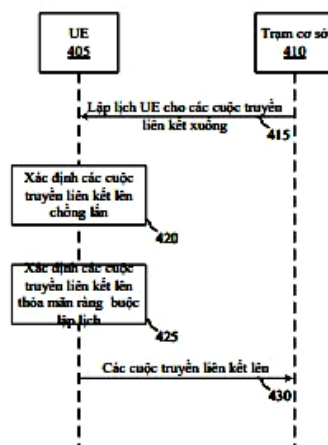 UE
405
Trạm cơ sở
410
Lập lịch UE cho các cuộc truyền
liên kết xuống
415
Xác định các cuộc
truyền liên kết lên
chồng lấn
420
Xác định các cuộc
truyền liên kết lên
thỏa mãn ràng buộc
lập lịch
425
Các cuộc truyền liên kết lên
430